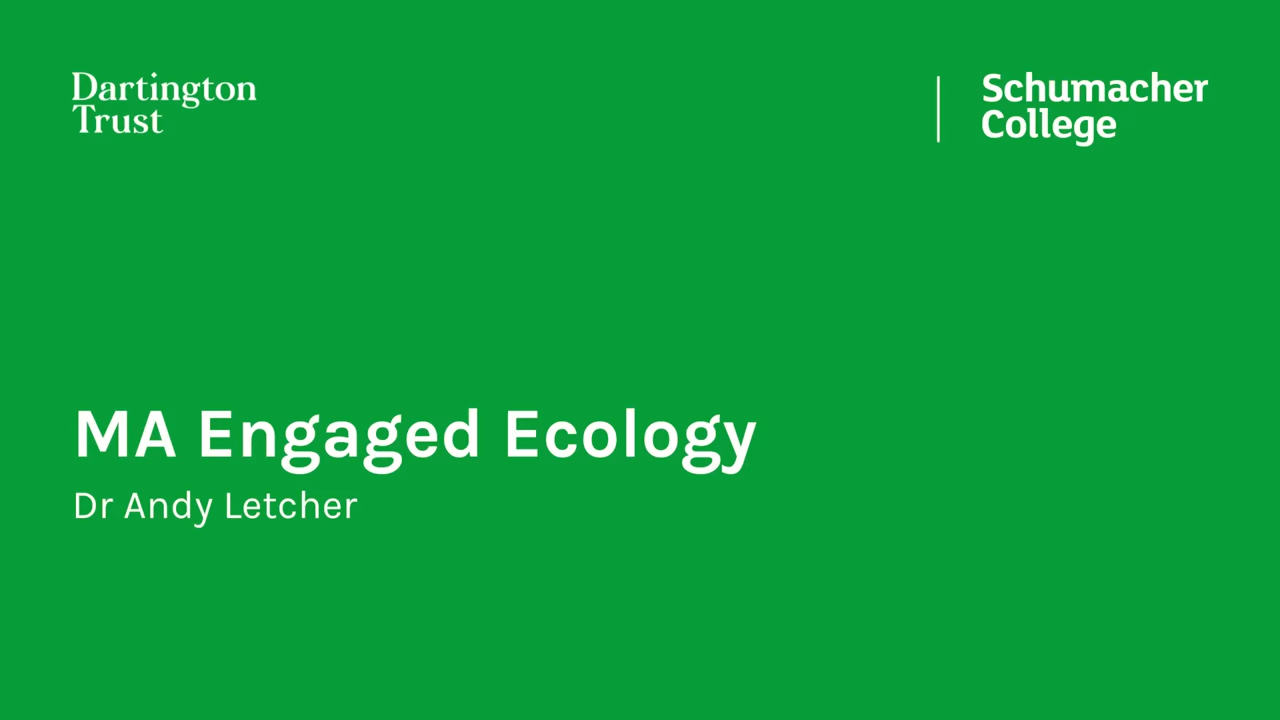 Dartington
Trust
Schumacher
College
MA Engaged Ecology
Dr Andy Letcher